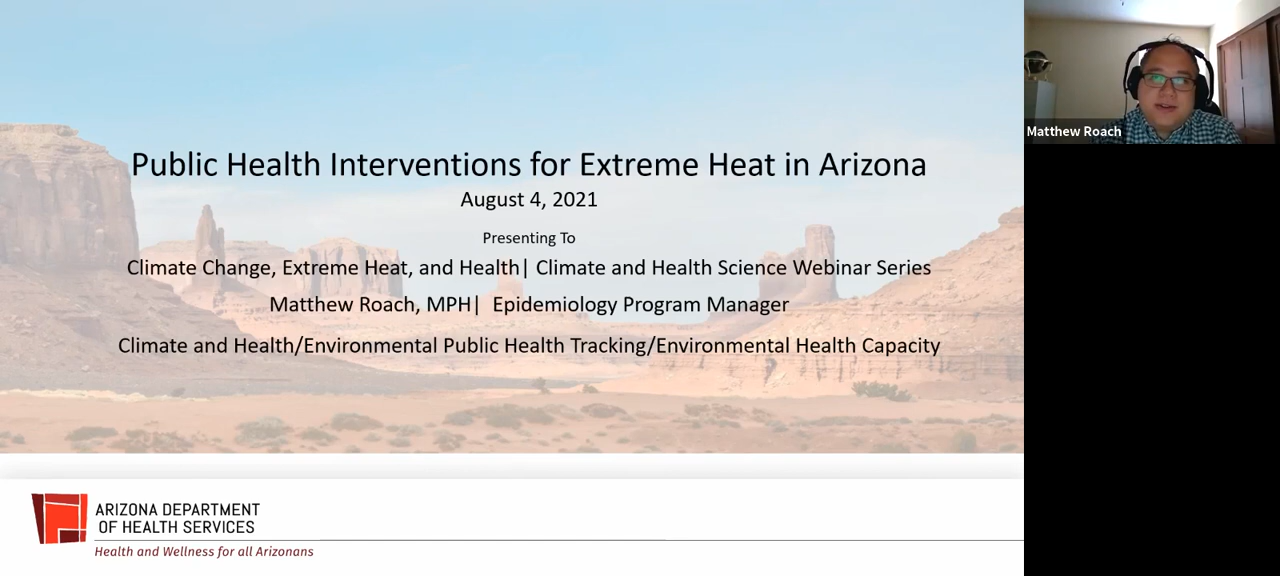 Public Health Interventions for Extreme Heat in Arizona
August 4, 2021
Presenting To
Climate Change, Extreme Heat, and Health| Climate and Health Science Webinar Series
Matthew Roach, MPH| Epidemiology Program Manager
Climate and Health/Environmental Public Health Tracking/Environmental Health Capacity
ARIZONA DEPARTMENT
OF HEALTH SERVICES
Health and Wellness for all Arizonans
Matthew Roach